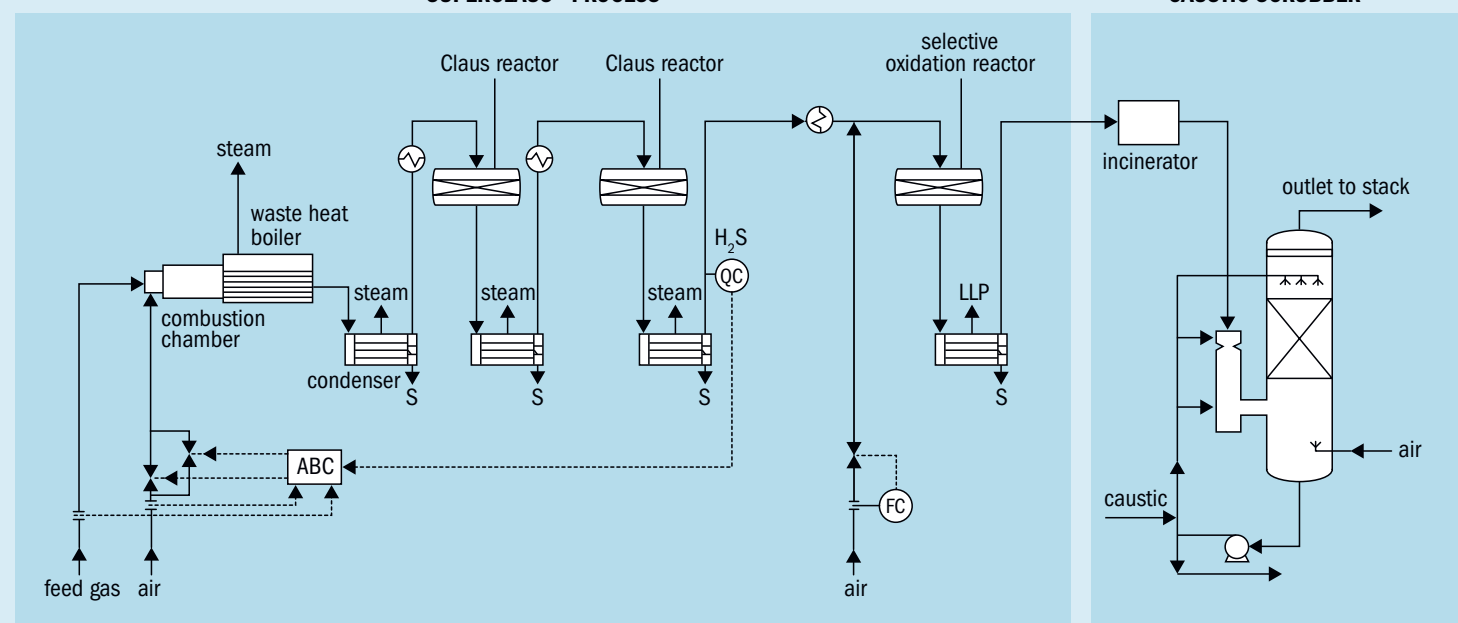 Claus reactor
Claus reactor
selective
oxidation reactor
steam
waste heat
boiler
incinerator
outlet to stack
H2S
QC
steam
steam
steam
LLP
combustion
chamber
condenser
S
S
S
S
ABC
air
caustic
FC
feed gas
air
air